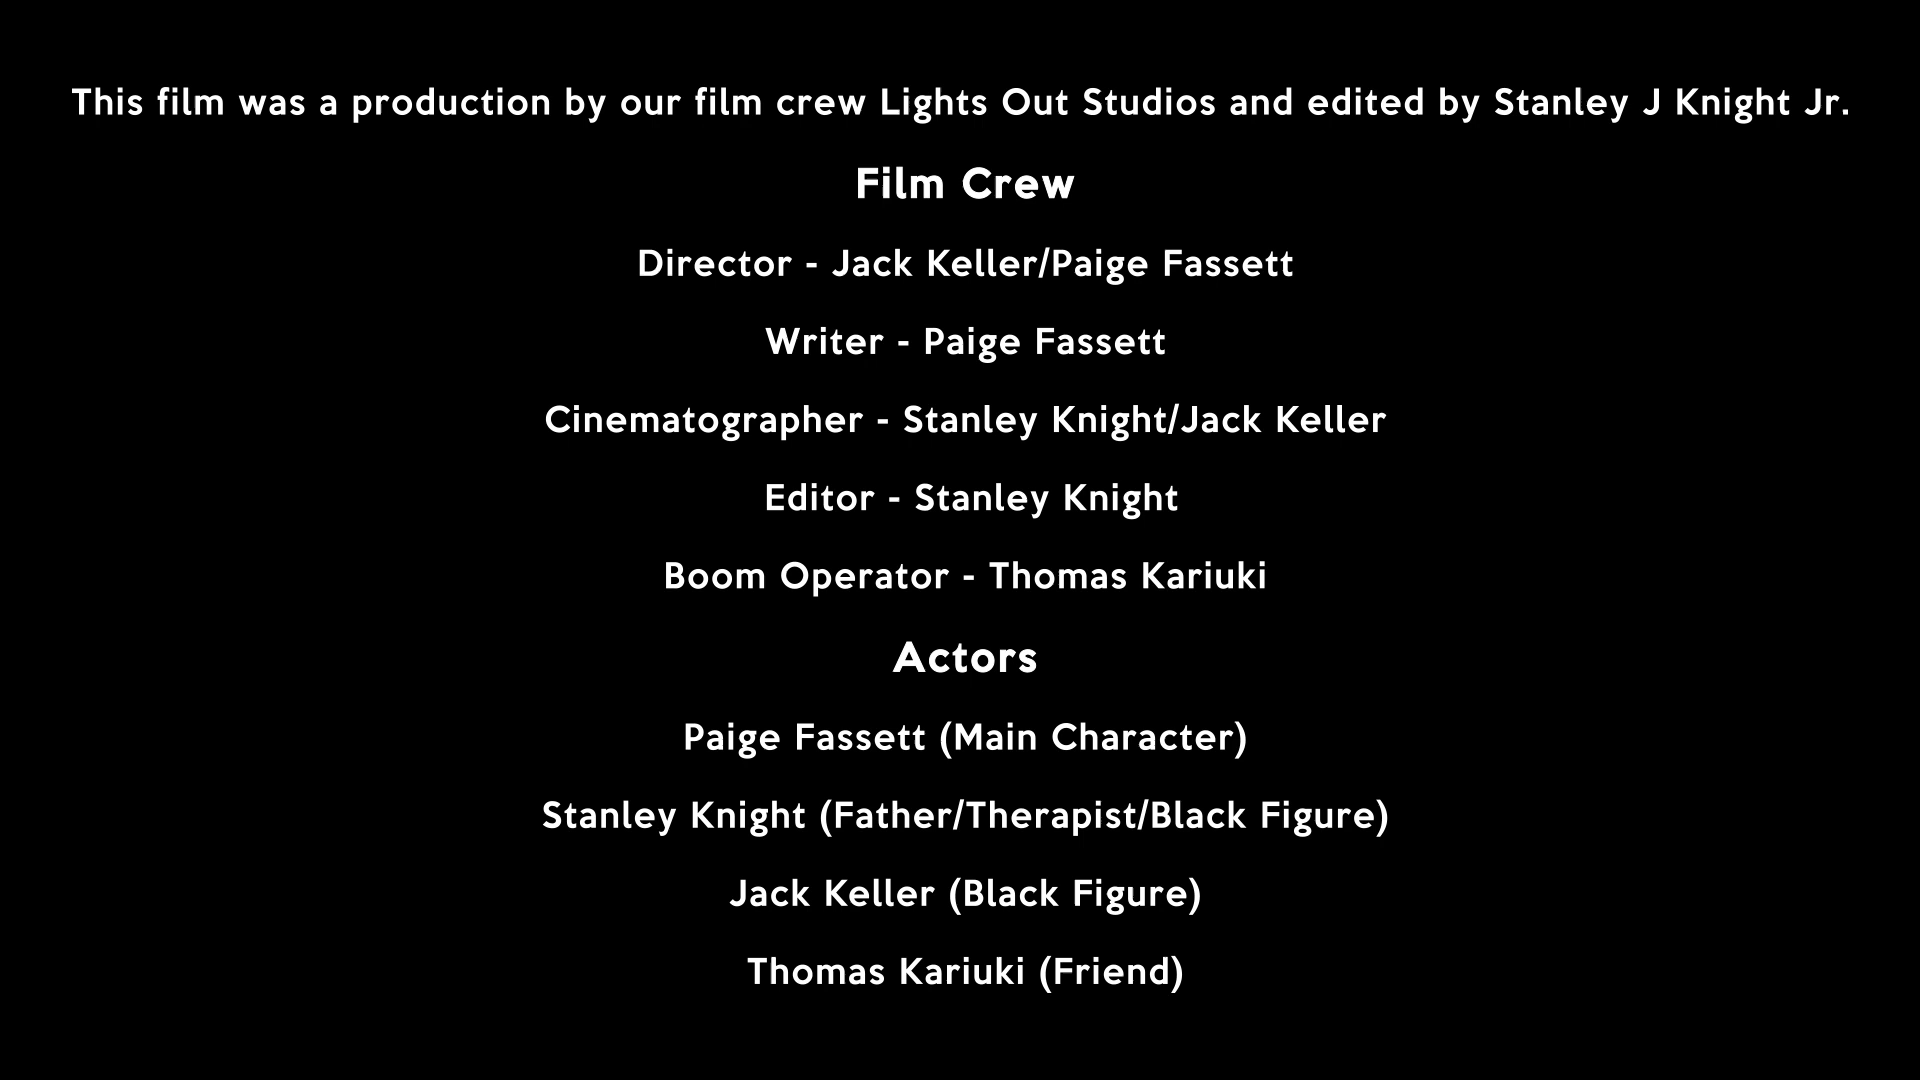 This film was a production by our film crew Lights Out Studios and edited by Stanley J Knight Jr.
Film Crew
Director - Jack Keller/Paige Fassett
Writer - Paige Fassett
Cinematographer - Stanley Knight/Jack Keller
Editor - Stanley Knight
Boom Operator - Thomas Kariuki
Actors
Paige Fassett (Main Character)
Stanley Knight (Father/Therapist/Black Figure)
Jack Keller (Black Figure)
Thomas Kariuki (Friend)